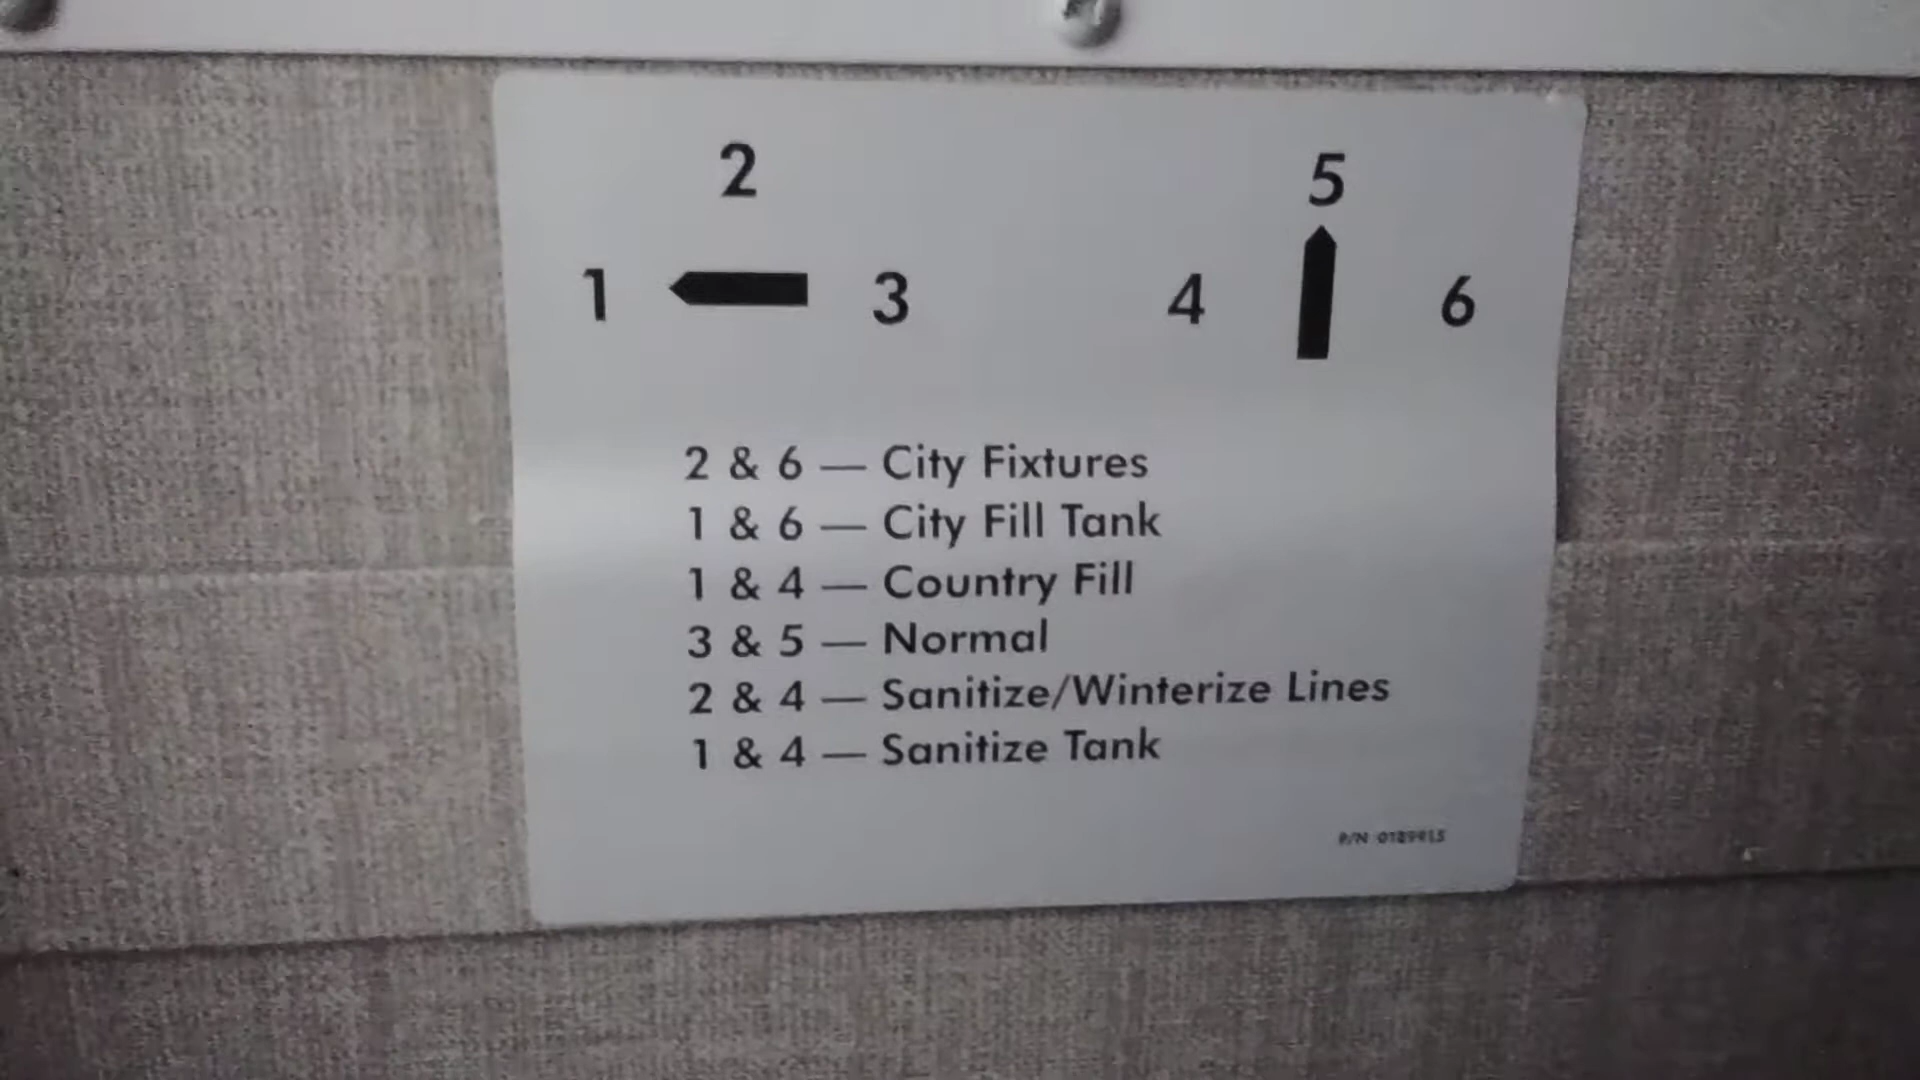 2
5
1
3
4
6
2 & 6 — City Fixtures
1 & 6 — City Fill Tank
1 & 4 — Country Fill
3 & 5 — Normal
2 & 4 — Sanitize/Winterize Lines
1 & 4 — Sanitize Tank
P/N